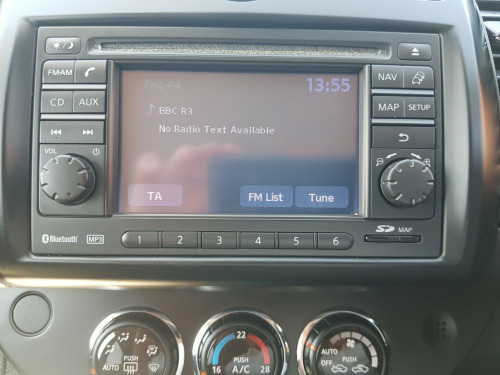 FM·AM
CD AUX
VOL
FM2-P4 13:55
BBC R3
No Radio Text Available
TA FM List Tune
NAV
MAP SETUP
Bluetooth MP3
1 2 3 4 5 6
SD MAP
PUSH
AUTO
22
16 28
PUSH
A/C
AUTO
OFF
PUSH